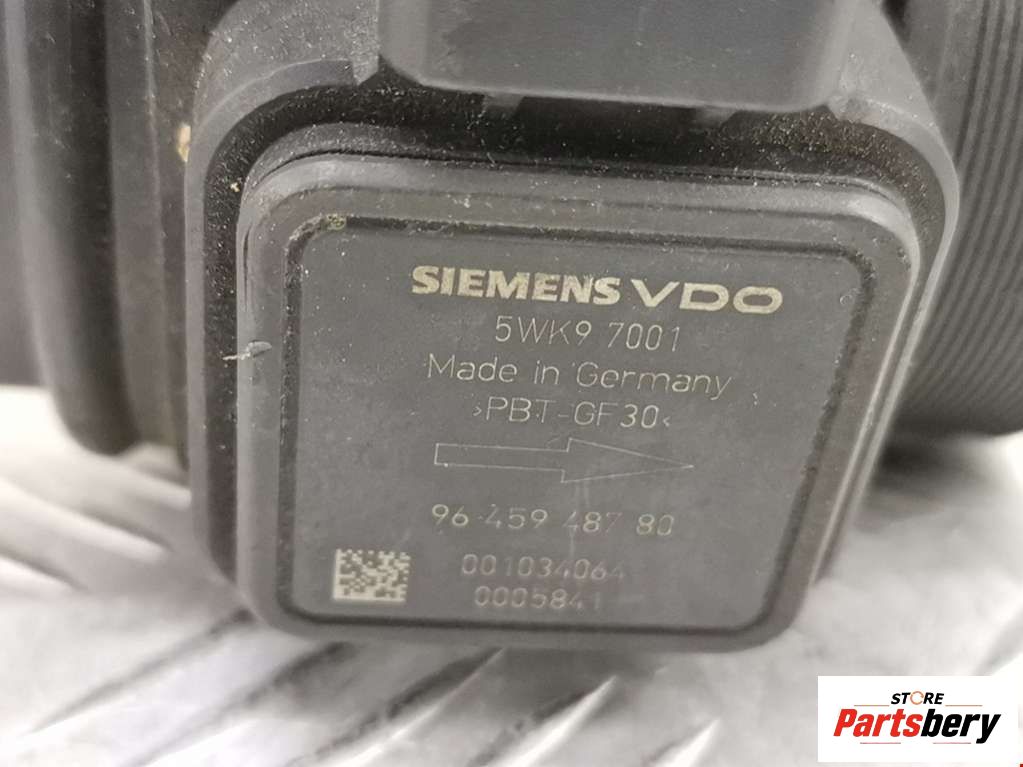 SIEMENS VDO
5WK9 7001
Made in Germany
>PBT-GF30<
96 459 487 80
001034064
0005841
STORE
Partsbery